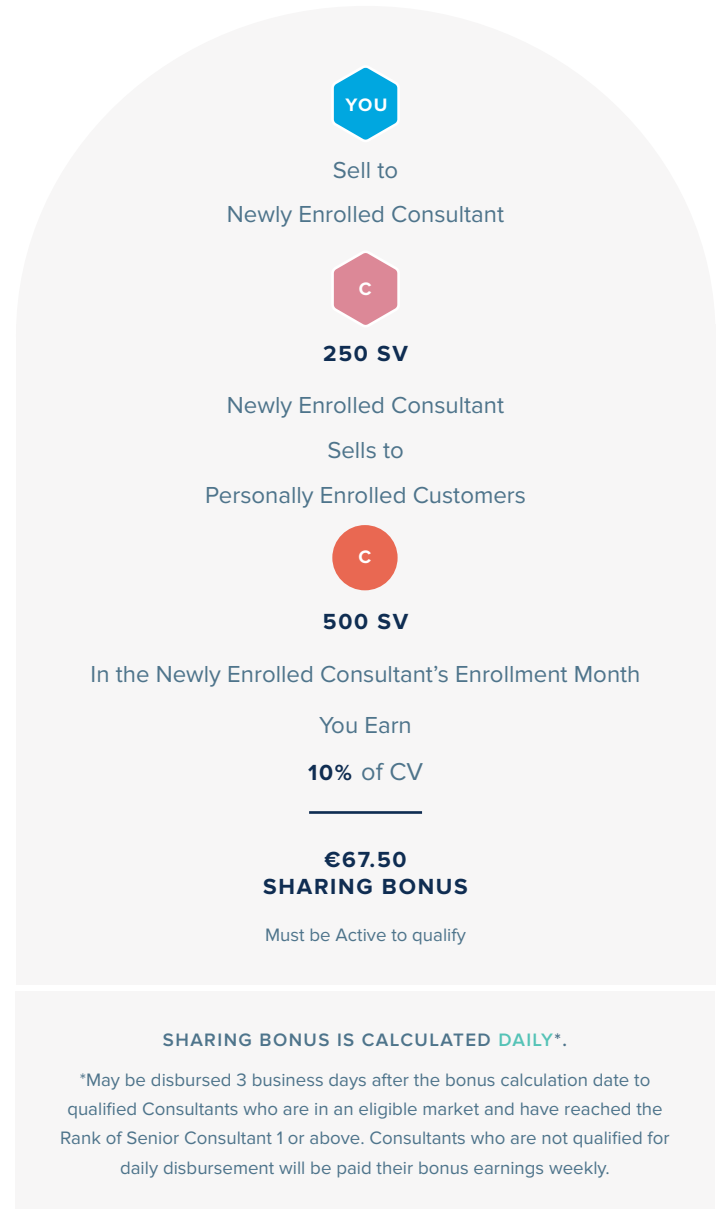 YOU
Sell to
Newly Enrolled Consultant
C
250 SV
Newly Enrolled Consultant
Sells to
Personally Enrolled Customers
C
500 SV
In the Newly Enrolled Consultant’s Enrollment Month
You Earn
10% of CV
€67.50
SHARING BONUS
Must be Active to qualify
SHARING BONUS IS CALCULATED DAILY*.
*May be disbursed 3 business days after the bonus calculation date to
qualified Consultants who are in an eligible market and have reached the
Rank of Senior Consultant 1 or above. Consultants who are not qualified for
daily disbursement will be paid their bonus earnings weekly.